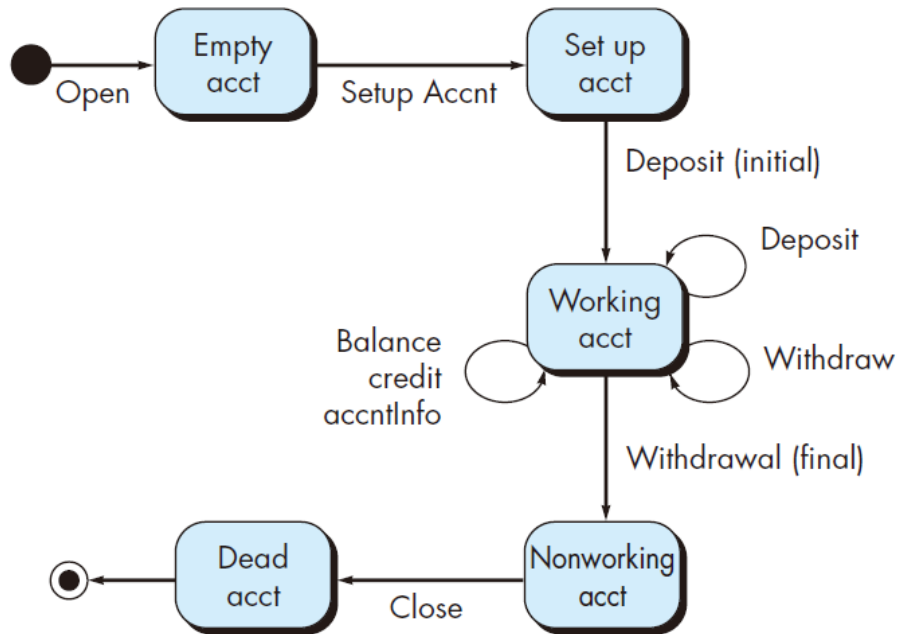 Empty
acct
Set up
acct
Open
Setup Accnt
Deposit (initial)
Deposit
Working
acct
Balance
credit
accntInfo
Withdraw
Withdrawal (final)
Dead
acct
Nonworking
acct
Close